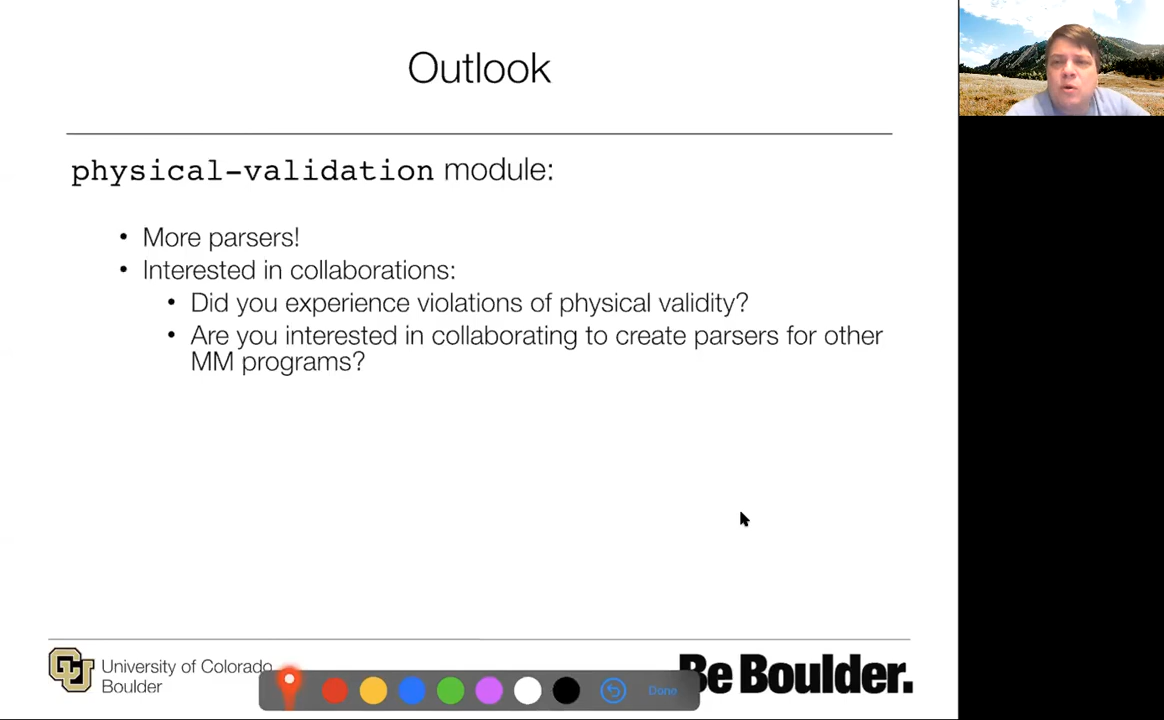 Outlook
physical-validation module:
• More parsers!
• Interested in collaborations:
• Did you experience violations of physical validity?
• Are you interested in collaborating to create parsers for other
MM programs?
University of Colorado
Boulder
Be Boulder.
Done